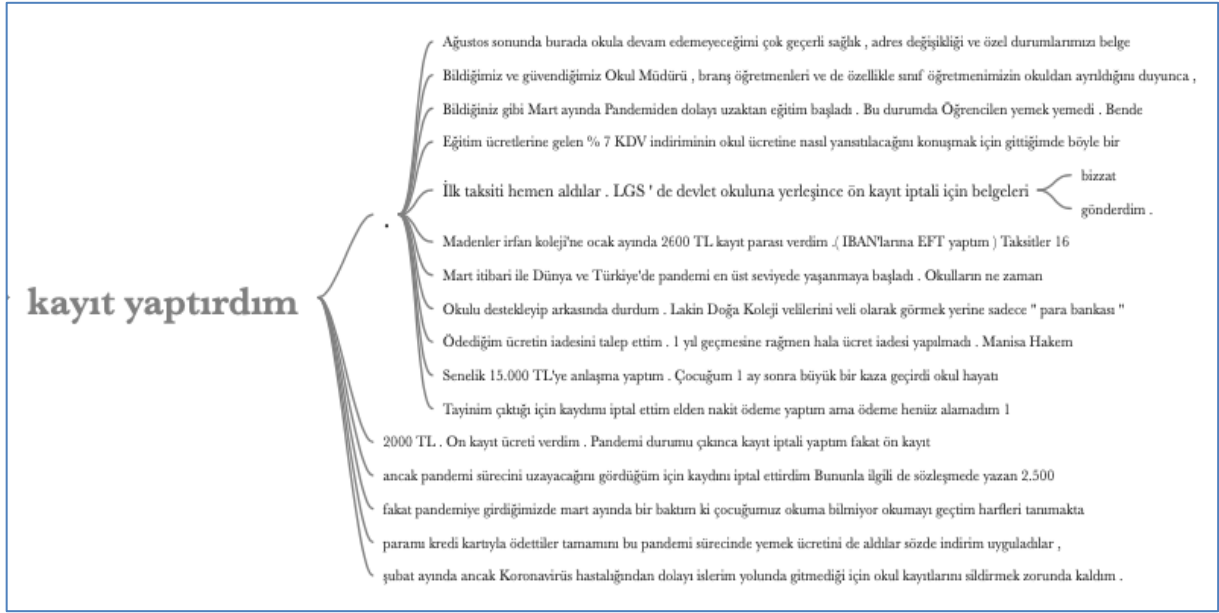 kayıt yaptırdım
.
Ağustos sonunda burada okula devam edemeyeceğimi çok geçerli sağlık , adres değişikliği ve özel durumlarımızı belge
Bildiğimiz ve güvendiğimiz Okul Müdürü , branş öğretmenleri ve de özellikle sınıf öğretmenimizin okuldan ayrıldığını duyunca ,
Bildiğiniz gibi Mart ayında Pandemiden dolayı uzaktan eğitim başladı . Bu durumda Öğrencilen yemek yemedi . Bende
Eğitim ücretlerine gelen % 7 KDV indiriminin okul ücretine nasıl yansıtılacağını konuşmak için gittiğimde böyle bir
İlk taksiti hemen aldılar . LGS ' de devlet okuluna yerleşince ön kayıt iptali için belgeleri
bizzat
gönderdim .
Madenler irfan koleji'ne ocak ayında 2600 TL kayıt parası verdim .( IBAN'larına EFT yaptım ) Taksitler 16
Mart itibari ile Dünya ve Türkiye'de pandemi en üst seviyede yaşanmaya başladı . Okulların ne zaman
Okulu destekleyip arkasında durdum . Lakin Doğa Koleji velilerini veli olarak görmek yerine sadece " para bankası "
Ödediğim ücretin iadesini talep ettim . 1 yıl geçmesine rağmen hala ücret iadesi yapılmadı . Manisa Hakem
Senelik 15.000 TL'ye anlaşma yaptım . Çocuğum 1 ay sonra büyük bir kaza geçirdi okul hayatı
Tayinim çıktığı için kaydımı iptal ettim elden nakit ödeme yaptım ama ödeme henüz alamadım 1
2000 TL . On kayıt ücreti verdim . Pandemi durumu çıkınca kayıt iptali yaptım fakat ön kayıt
ancak pandemi sürecini uzayacağını gördüğüm için kaydını iptal ettirdim Bununla ilgili de sözleşmede yazan 2.500
fakat pandemiye girdiğimizde mart ayında bir baktım ki çocuğumuz okuma bilmiyor okumayı geçtim harfleri tanımakta
paramı kredi kartıyla ödettiler tamamını bu pandemi sürecinde yemek ücretini de aldılar sözde indirim uyguladılar ,
şubat ayında ancak Koronavirüs hastalığından dolayı islerim yolunda gitmediği için okul kayıtlarını sildirmek zorunda kaldım .